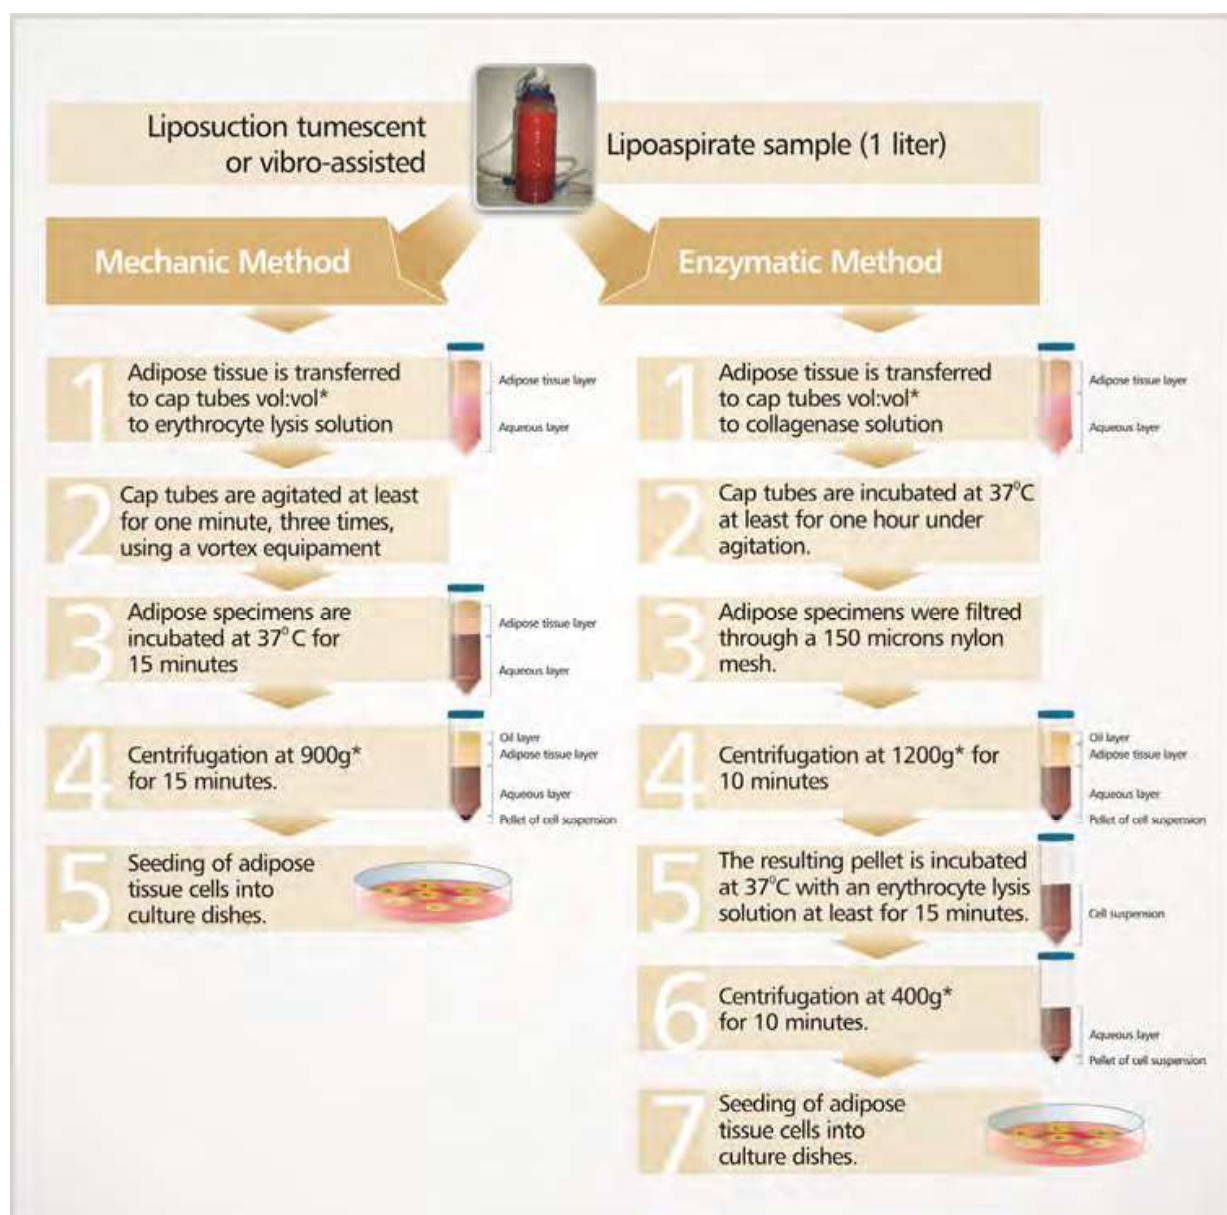 Liposuction tumescent
or vibro-assisted
Lipoaspirate sample (1 liter)
Mechanic Method
1
Adipose tissue is transferred
to cap tubes vol:vol*
to erythrocyte lysis solution
Adipose tissue layer
Aqueous layer
2
Cap tubes are agitated at least
for one minute, three times,
using a vortex equipament
3
Adipose specimens are
incubated at 37°C for
15 minutes
Adipose tissue layer
Aqueous layer
4
Centrifugation at 900g*
for 15 minutes.
Oil layer
Adipose tissue layer
Aqueous layer
Pellet of cell suspension
5
Seeding of adipose
tissue cells into
culture dishes.
Enzymatic Method
1
Adipose tissue is transferred
to cap tubes vol:vol*
to collagenase solution
Adipose tissue layer
Aqueous layer
2
Cap tubes are incubated at 37°C
at least for one hour under
agitation.
3
Adipose specimens were filtred
through a 150 microns nylon
mesh.
4
Centrifugation at 1200g* for
10 minutes
Oil layer
Adipose tissue layer
Aqueous layer
Pellet of cell suspension
5
The resulting pellet is incubated
at 37°C with an erythrocyte lysis
solution at least for 15 minutes.
Cell suspension
6
Centrifugation at 400g*
for 10 minutes.
Aqueous layer
Pellet of cell suspension
7
Seeding of adipose
tissue cells into
culture dishes.